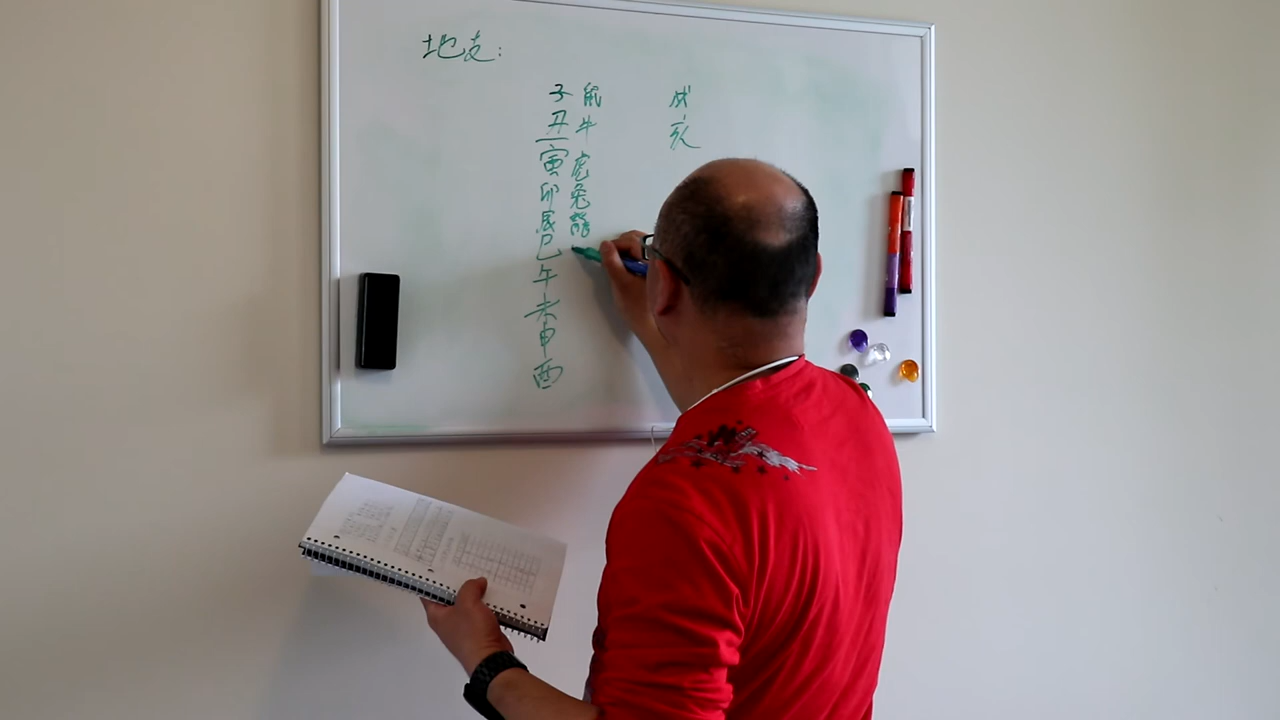 地支:
子 鼠
丑 牛
寅 虎
卯 兔
辰 龍
巳
午
未
申
酉
戌
亥